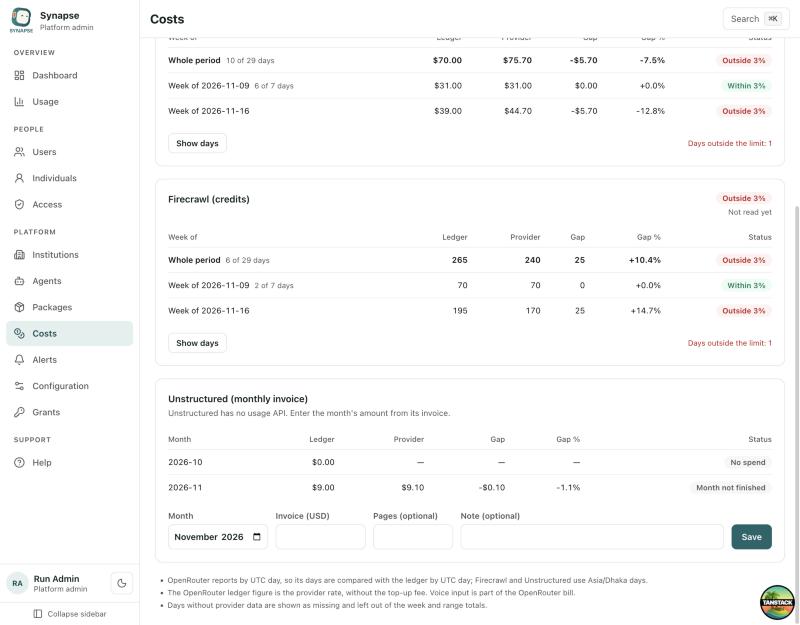 SYNAPSE
Synapse
Platform admin
OVERVIEW
Dashboard
Usage
PEOPLE
Users
Individuals
Access
PLATFORM
Institutions
Agents
Packages
Costs
Alerts
Configuration
Grants
SUPPORT
Help
RA Run Admin
Platform admin
Collapse sidebar
Costs
Search ⌘K
Week of Ledger Provider Gap Gap % Status
Whole period 10 of 29 days $70.00 $75.70 -$5.70 -7.5% Outside 3%
Week of 2026-11-09 6 of 7 days $31.00 $31.00 $0.00 +0.0% Within 3%
Week of 2026-11-16 $39.00 $44.70 -$5.70 -12.8% Outside 3%
Show days Days outside the limit: 1
Firecrawl (credits) Outside 3%
Not read yet
Week of Ledger Provider Gap Gap % Status
Whole period 6 of 29 days 265 240 25 +10.4% Outside 3%
Week of 2026-11-09 2 of 7 days 70 70 0 +0.0% Within 3%
Week of 2026-11-16 195 170 25 +14.7% Outside 3%
Show days Days outside the limit: 1
Unstructured (monthly invoice)
Unstructured has no usage API. Enter the month's amount from its invoice.
Month Ledger Provider Gap Gap % Status
2026-10 $0.00 — — — No spend
2026-11 $9.00 $9.10 -$0.10 -1.1% Month not finished
Month Invoice (USD) Pages (optional) Note (optional)
November 2026 Save
• OpenRouter reports by UTC day, so its days are compared with the ledger by UTC day; Firecrawl and Unstructured use Asia/Dhaka days.
• The OpenRouter ledger figure is the provider rate, without the top-up fee. Voice input is part of the OpenRouter bill.
• Days without provider data are shown as missing and left out of the week and range totals.
TANSTACK